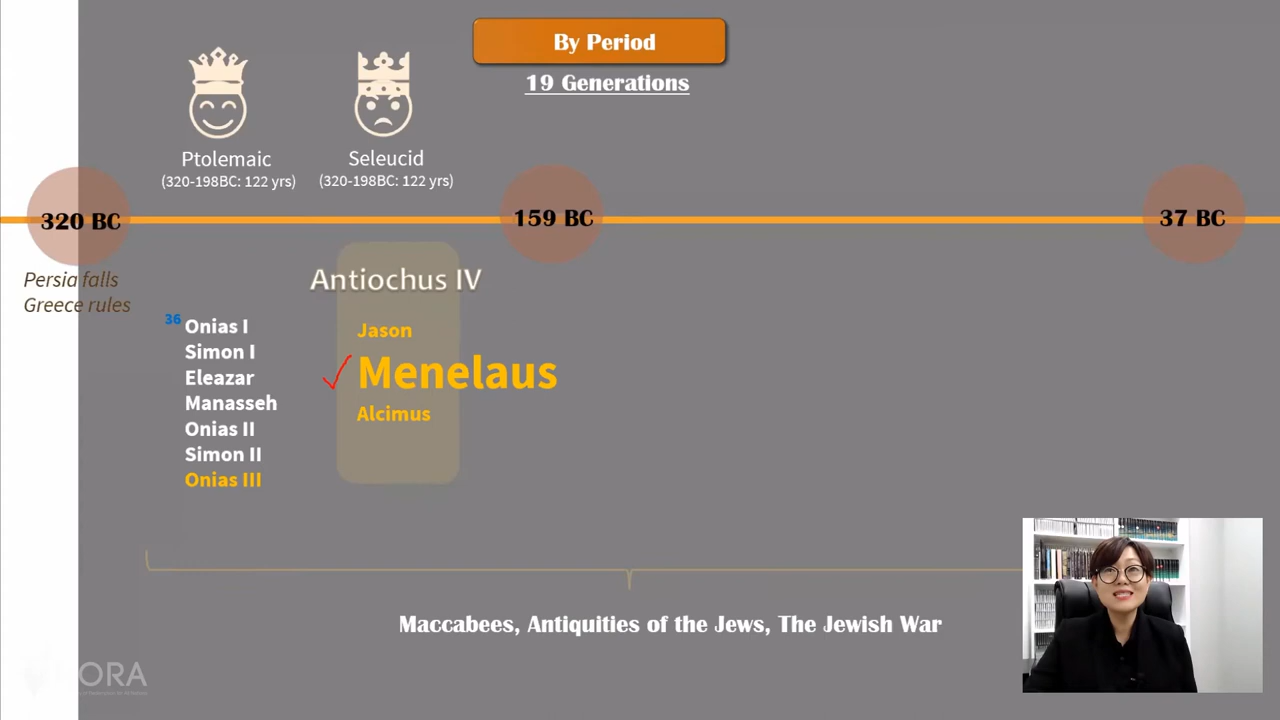 By Period
19 Generations
Ptolemaic
(320-198BC: 122 yrs)
Seleucid
(320-198BC: 122 yrs)
320 BC
159 BC
37 BC
Persia falls
Greece rules
Antiochus IV
36
Onias I
Simon I
Eleazar
Manasseh
Onias II
Simon II
Onias III
Jason
Menelaus
Alcimus
Maccabees, Antiquities of the Jews, The Jewish War